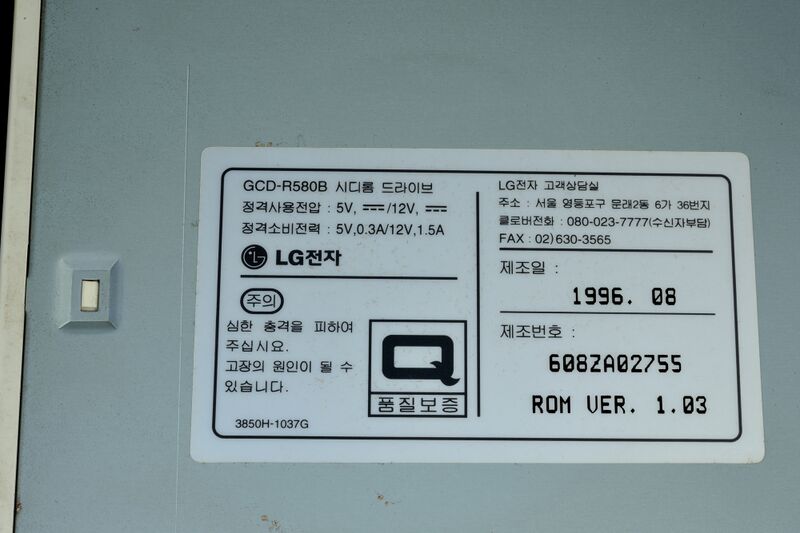 GCD-R580B 시디롬 드라이브
정격사용전압 : 5V, ⎓/12V, ⎓
정격소비전력 : 5V,0.3A/12V,1.5A
LG전자
주의
심한 충격을 피하여
주십시요.
고장의 원인이 될 수
있습니다.
Q
품질보증
3850H-1037G
LG전자 고객상담실
주소 : 서울 영등포구 문래2동 6가 36번지
클로버전화 : 080-023-7777(수신자부담)
FAX : 02)630-3565
제조일 :
1996. 08
제조번호 :
608ZA02755
ROM VER. 1.03